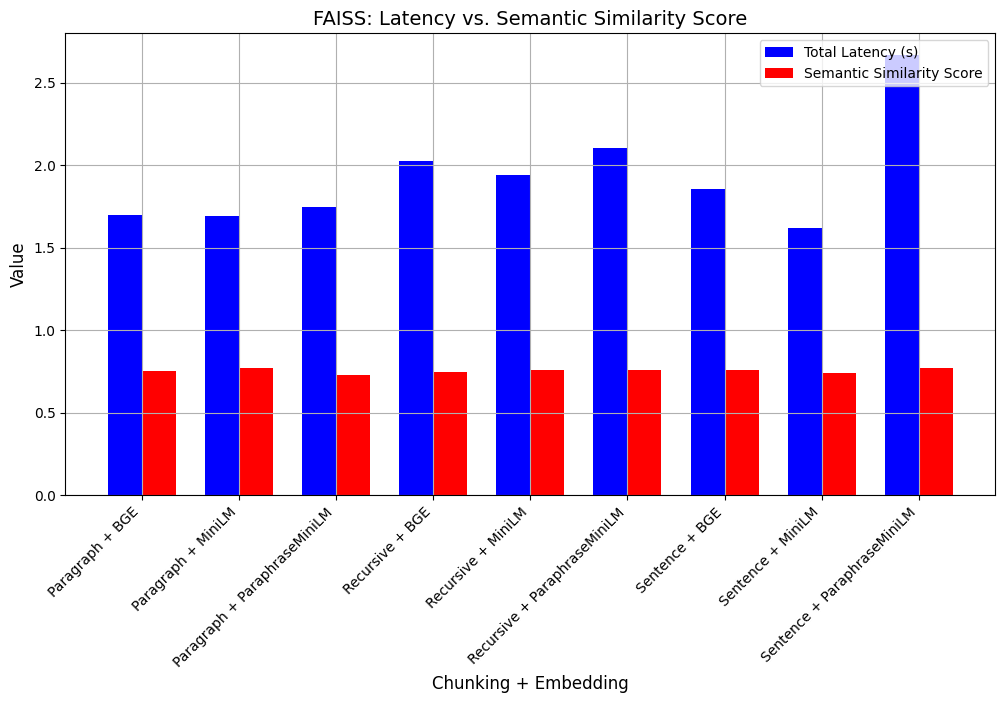 FAISS: Latency vs. Semantic Similarity Score
Total Latency (s)
Semantic Similarity Score
Value
2.5
2.0
1.5
1.0
0.5
0.0
Paragraph + BGE
Paragraph + MiniLM
Paragraph + ParaphraseMiniLM
Recursive + BGE
Recursive + MiniLM
Recursive + ParaphraseMiniLM
Sentence + BGE
Sentence + MiniLM
Sentence + ParaphraseMiniLM
Chunking + Embedding